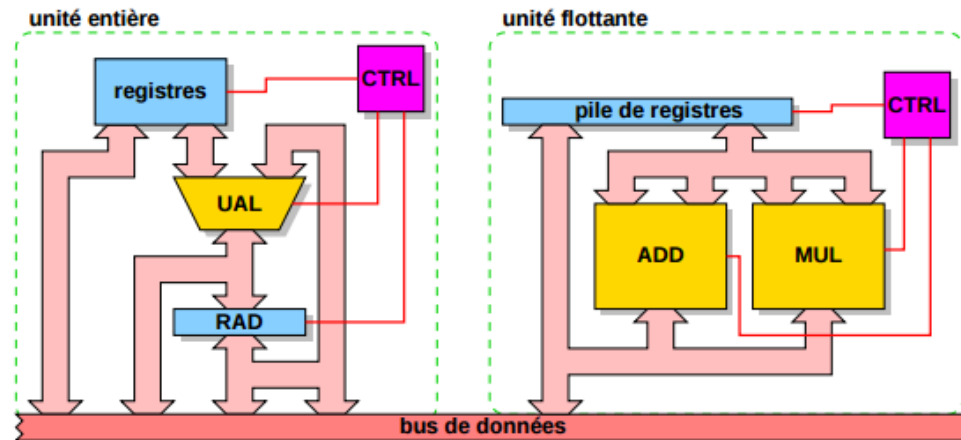 unité entière
unité flottante
registres
CTRL
pile de registres
CTRL
UAL
ADD
MUL
RAD
bus de données